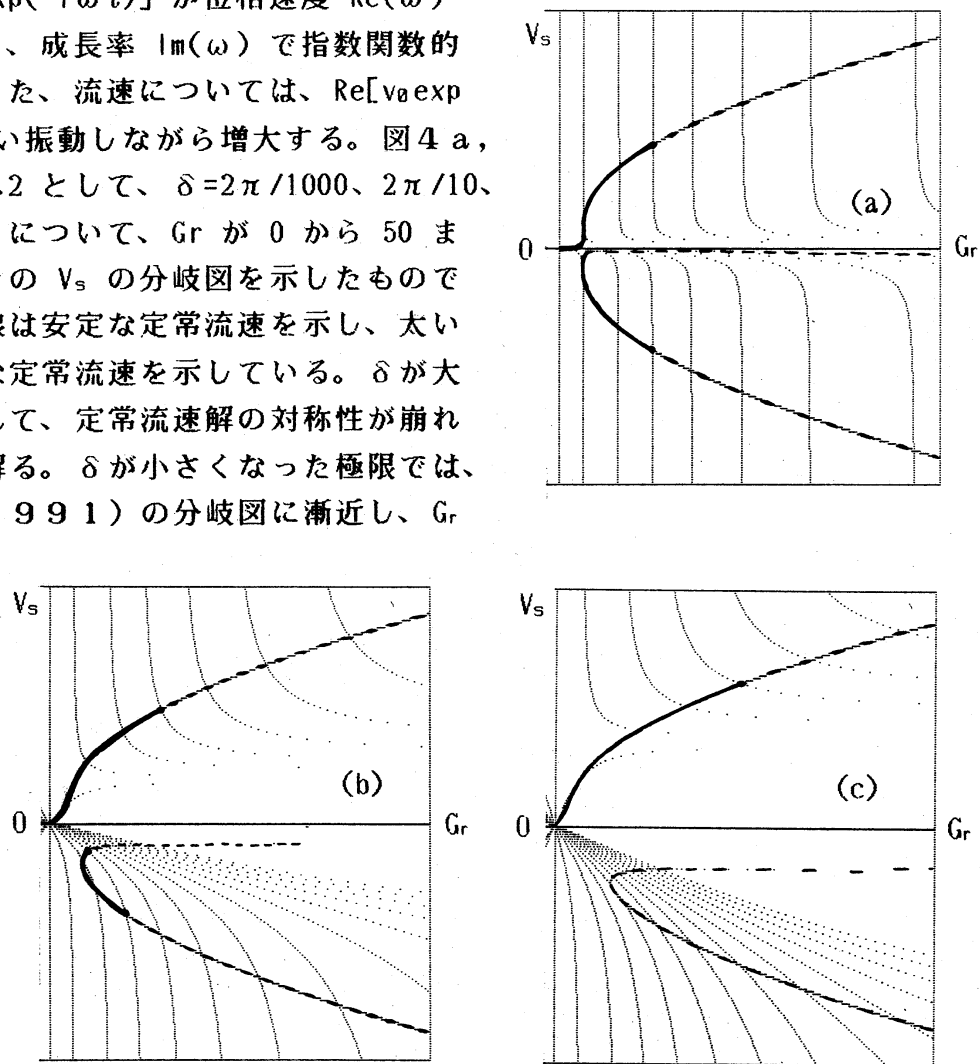 xp(-iωt)」が位相速度 Re(ω)
、成長率 Im(ω) で指数関数的
た、流速については、Re[v₀exp
い振動しながら増大する。図4 a,
.2 として、δ=2π/1000、2π/10、
について、Gr が 0 から 50 ま
の Vs の分岐図を示したもので
は安定な定常流速を示し、太い
な定常流速を示している。δが大
して、定常流速解の対称性が崩れ
る。δが小さくなった極限では、
991)の分岐図に漸近し、Gr
Vs
(a)
0
Gr
Vs
(b)
0
Gr
Vs
(c)
0
Gr